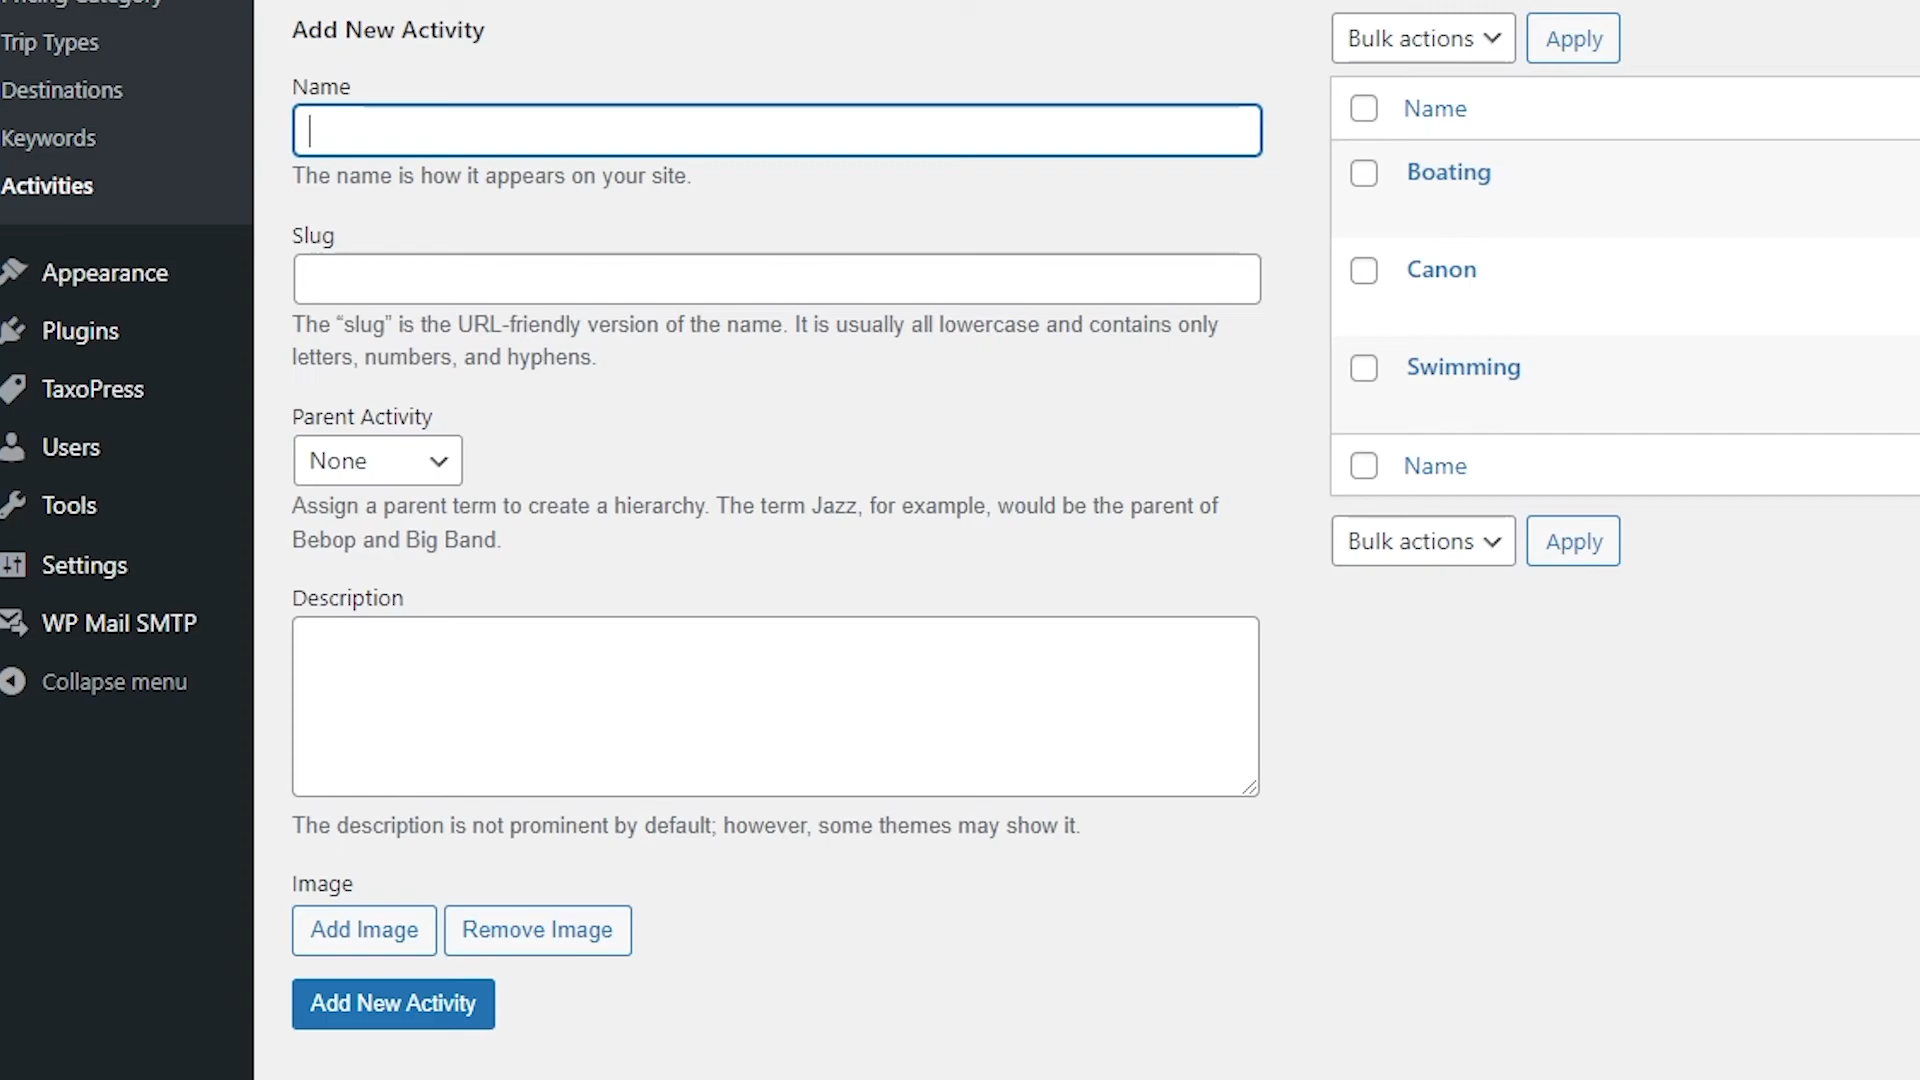 Pricing Category
Trip Types
Destinations
Keywords
Activities
Appearance
Plugins
TaxoPress
Users
Tools
Settings
WP Mail SMTP
Collapse menu
Add New Activity
Name
The name is how it appears on your site.
Slug
The “slug” is the URL-friendly version of the name. It is usually all lowercase and contains only
letters, numbers, and hyphens.
Parent Activity
None
Assign a parent term to create a hierarchy. The term Jazz, for example, would be the parent of
Bebop and Big Band.
Description
The description is not prominent by default; however, some themes may show it.
Image
Add Image Remove Image
Add New Activity
Bulk actions Apply
Name
Boating
Canon
Swimming
Name
Bulk actions Apply